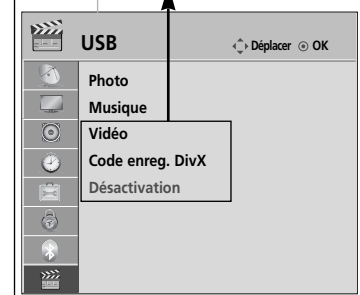 USB
Déplacer OK
Photo
Musique
Vidéo
Code enreg. DivX
Désactivation